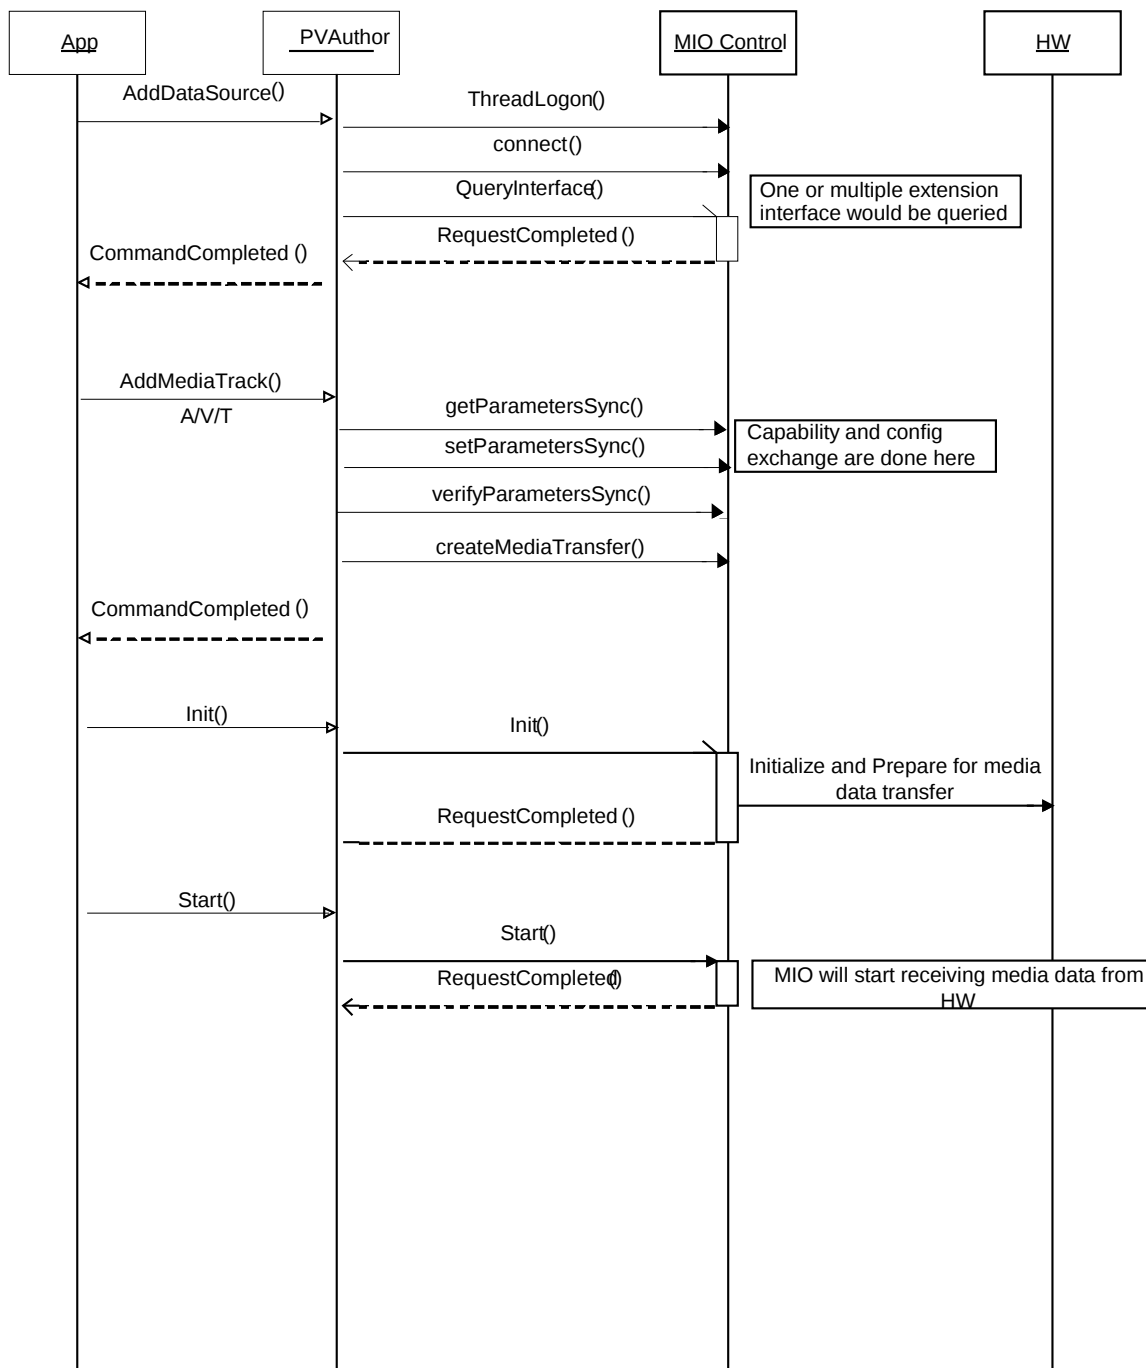 App
PVAuthor
MIO Control
HW
AddDataSource()
ThreadLogon()
connect()
QueryInterface()
One or multiple extension
interface would be queried
RequestCompleted ()
CommandCompleted ()
AddMediaTrack()
A/V/T
getParametersSync()
Capability and config
exchange are done here
setParametersSync()
verifyParametersSync()
createMediaTransfer()
CommandCompleted ()
Init()
Init()
Initialize and Prepare for media
data transfer
RequestCompleted ()
Start()
Start()
RequestCompleted()
MIO will start receiving media data from
HW